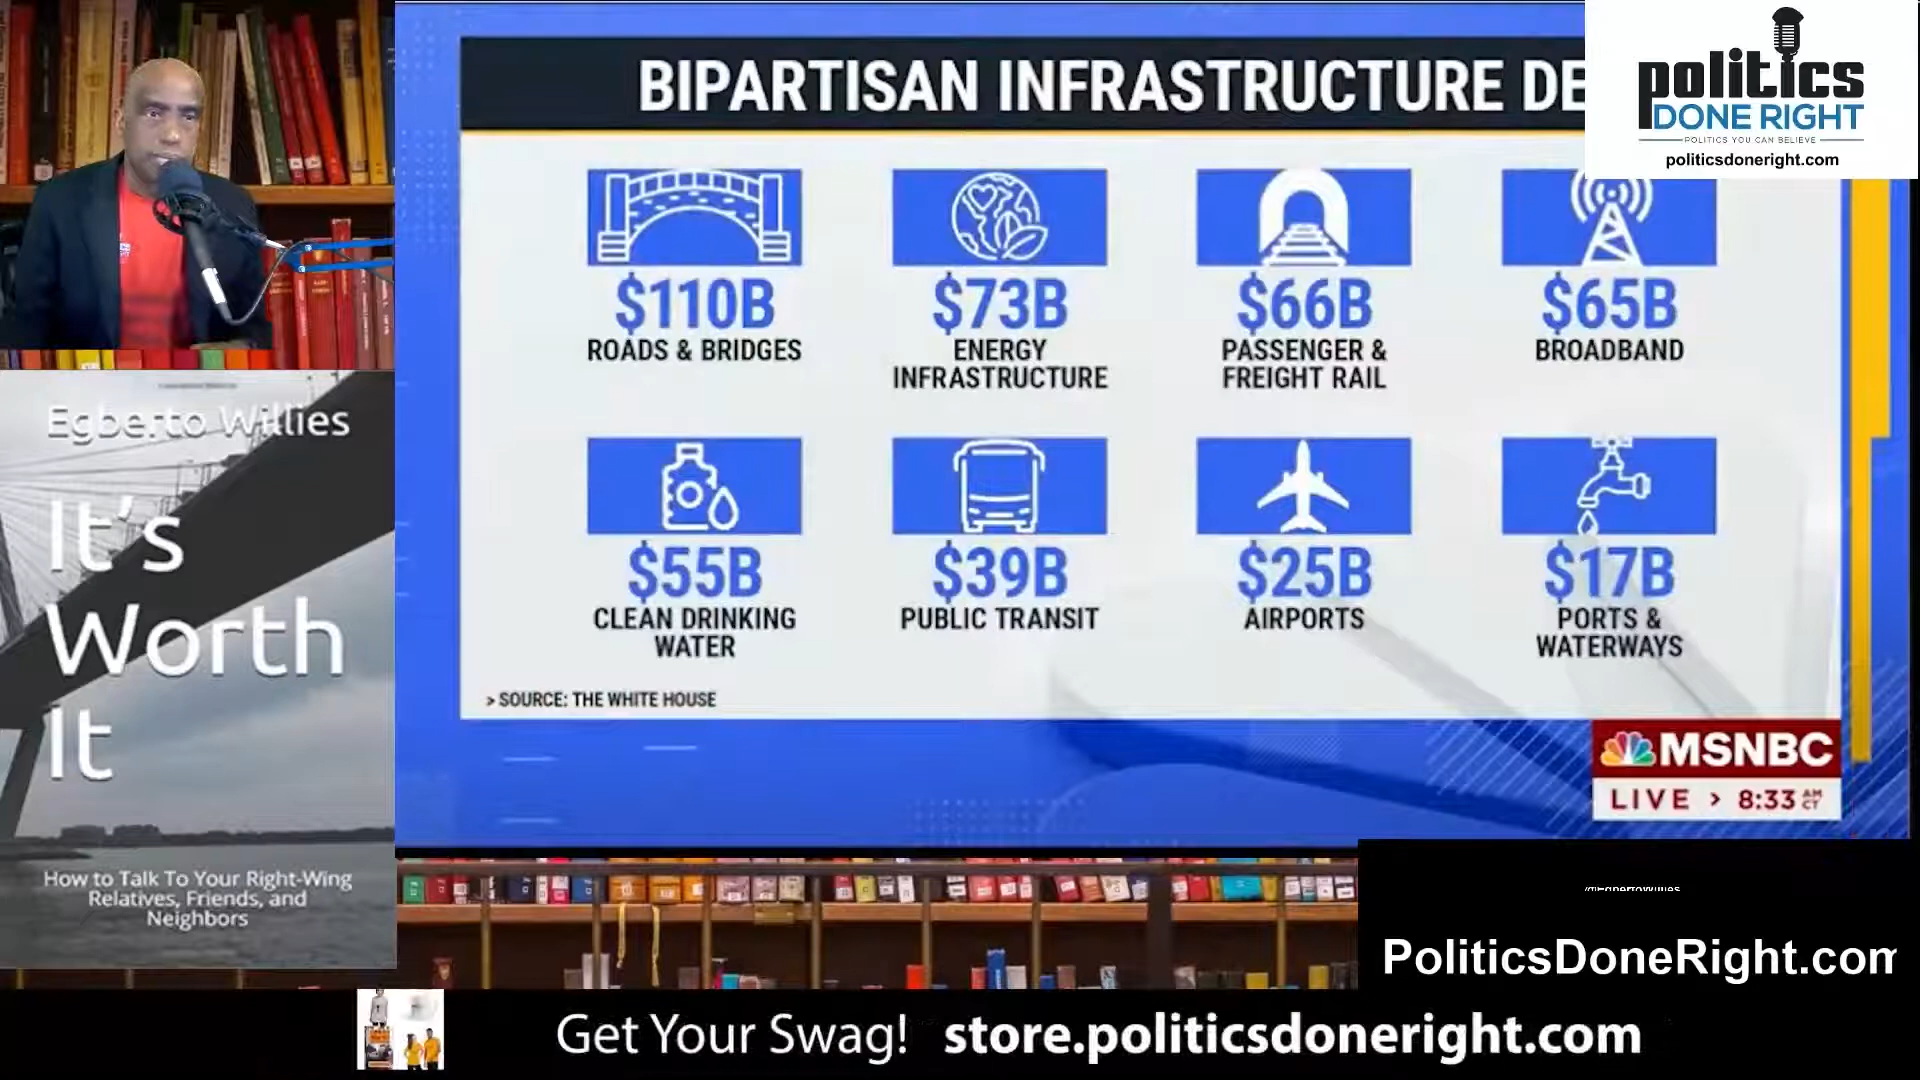 BIPARTISAN INFRASTRUCTURE DE
politics
DONE RIGHT
POLITICS YOU CAN BELIEVE
politicsdoneright.com
$110B
ROADS & BRIDGES
$73B
ENERGY
INFRASTRUCTURE
$66B
PASSENGER &
FREIGHT RAIL
$65B
BROADBAND
$55B
CLEAN DRINKING
WATER
$39B
PUBLIC TRANSIT
$25B
AIRPORTS
$17B
PORTS &
WATERWAYS
> SOURCE: THE WHITE HOUSE
MSNBC
LIVE > 8:33 AM CT
Egberto Willies
It's
Worth
It
How to Talk To Your Right-Wing
Relatives, Friends, and
Neighbors
PoliticsDoneRight.com
Get Your Swag! store.politicsdoneright.com